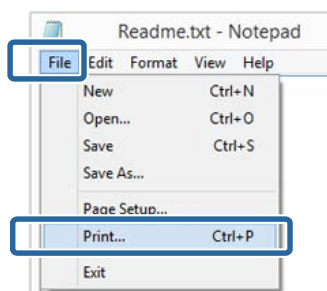 Readme.txt - Notepad
File Edit Format View Help
New Ctrl+N
Open... Ctrl+O
Save Ctrl+S
Save As...
Page Setup...
Print... Ctrl+P
Exit